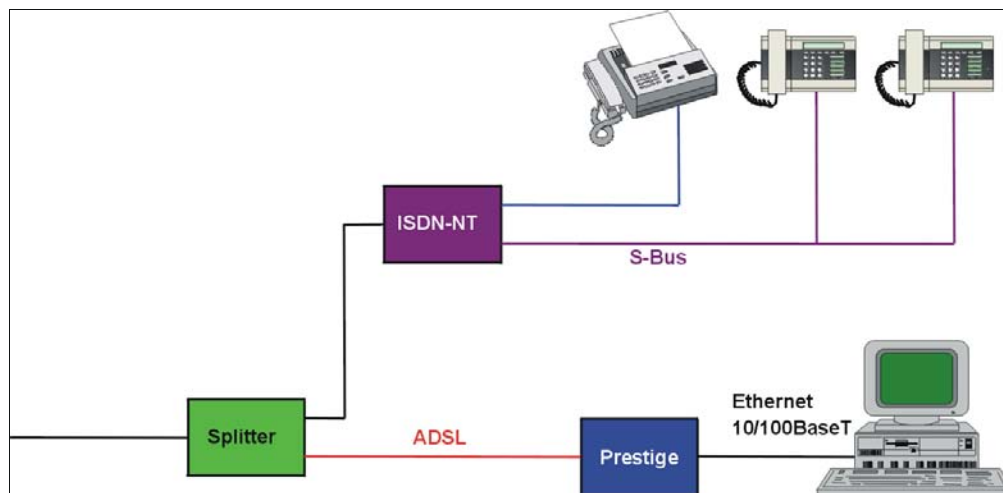 ISDN-NT
S-Bus
Splitter
ADSL
Prestige
Ethernet
10/100BaseT